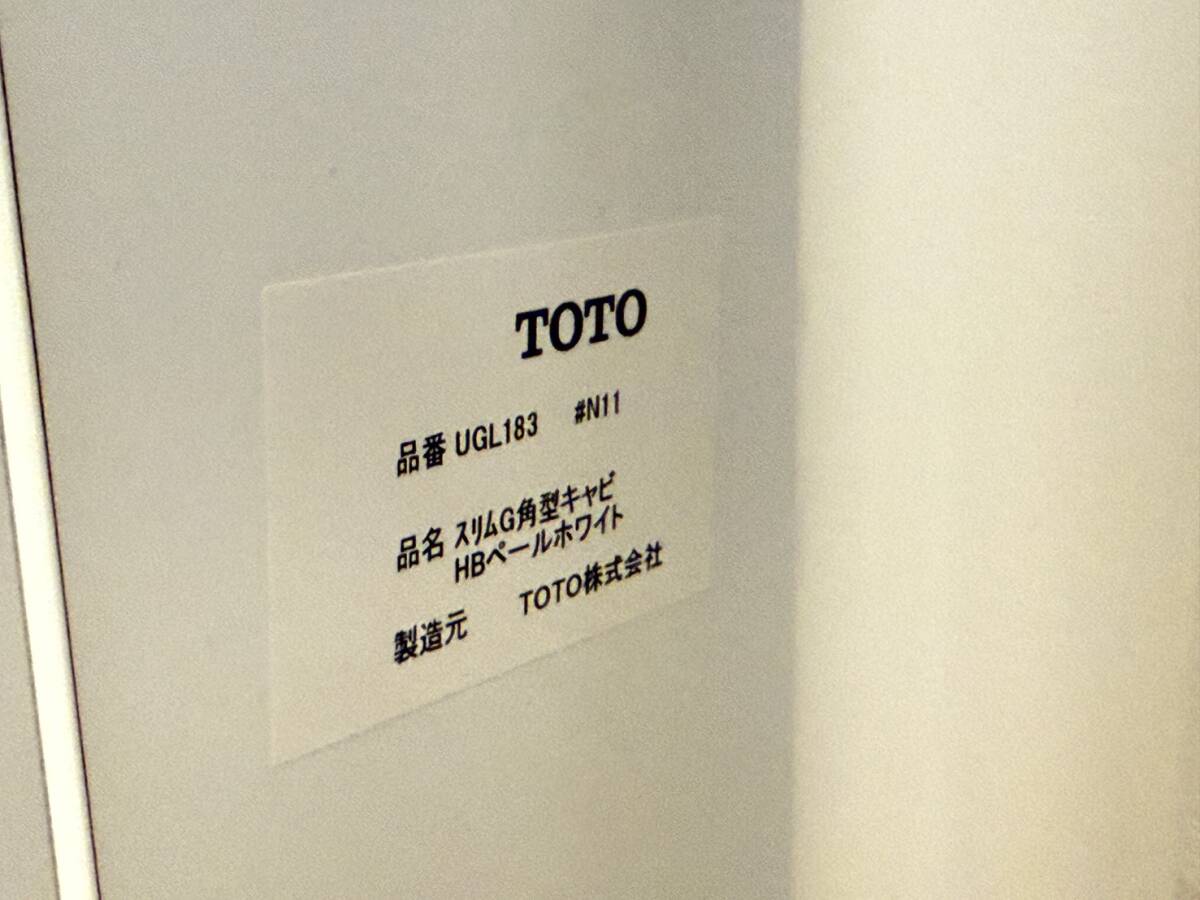 TOTO
品番 UGL183 #N11
品名 ｽﾘﾑG角型キャビ
HBペールホワイト
製造元 TOTO株式会社